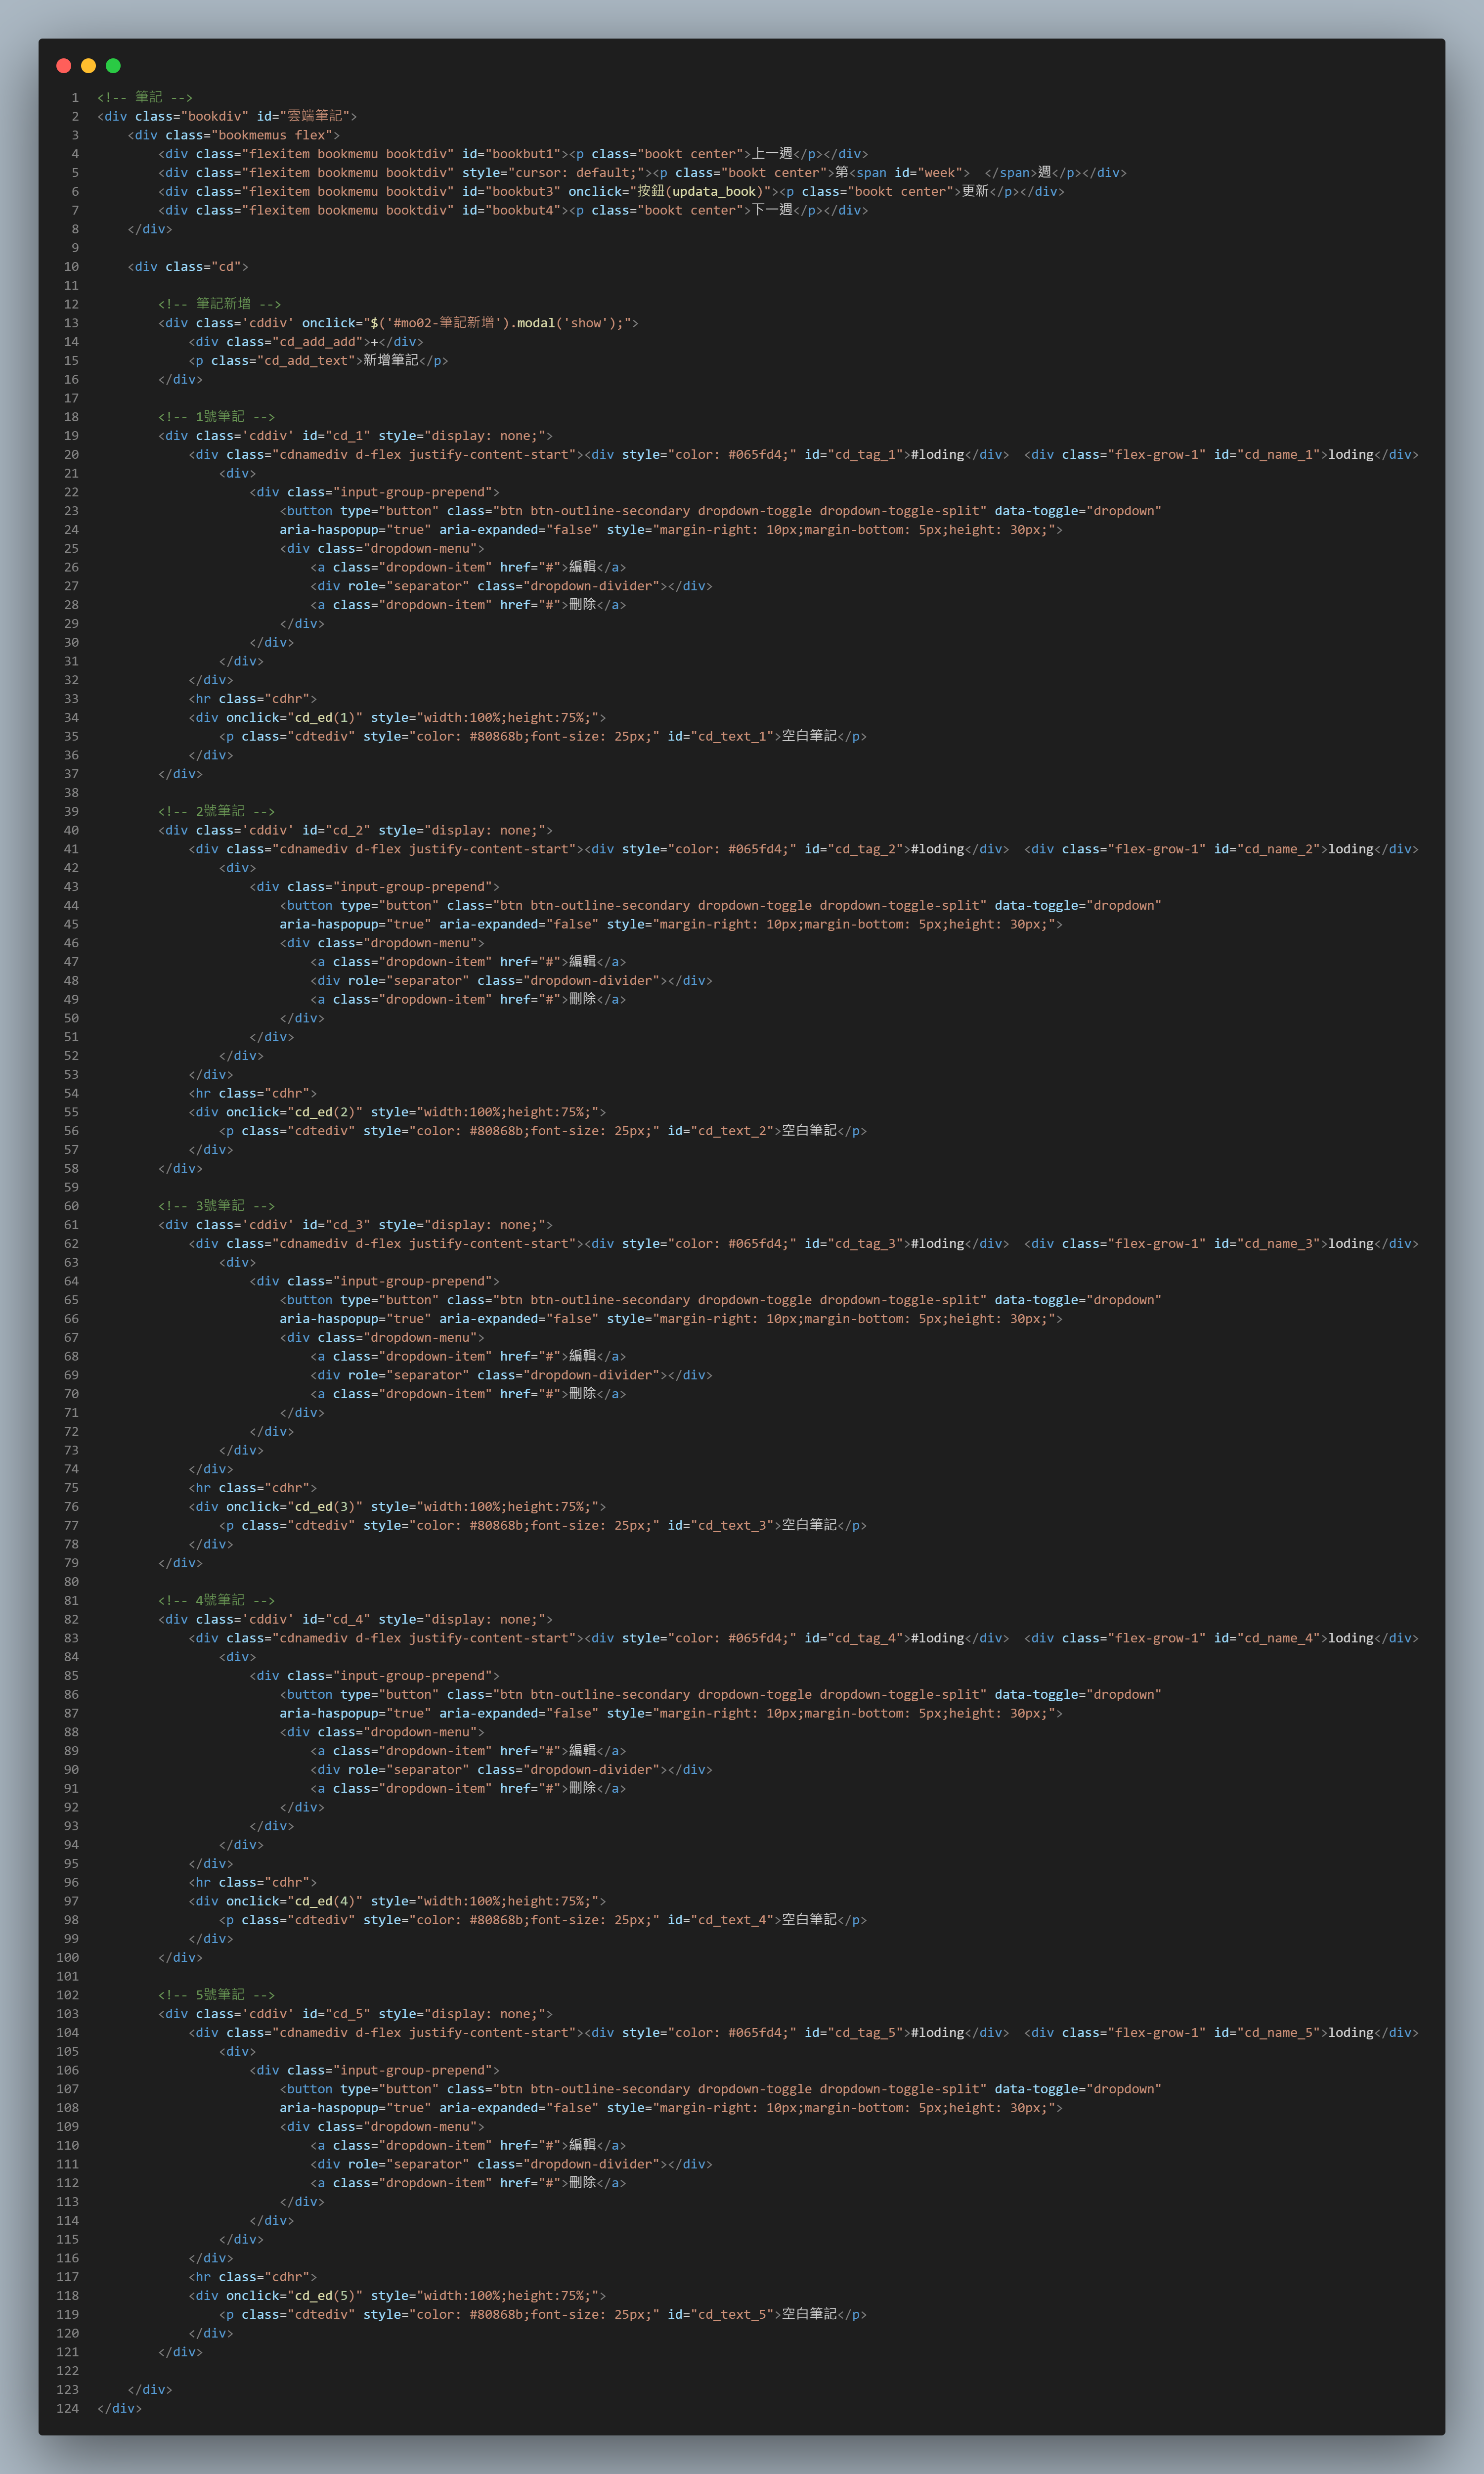 1 <!-- 筆記 -->
2 <div class="bookdiv" id="雲端筆記">
3     <div class="bookmemus flex">
4         <div class="flexitem bookmemu booktdiv" id="bookbut1"><p class="bookt center">上一週</p></div>
5         <div class="flexitem bookmemu booktdiv" style="cursor: default;"><p class="bookt center">第<span id="week">  </span>週</p></div>
6         <div class="flexitem bookmemu booktdiv" id="bookbut3" onclick="按鈕(updata_book)"><p class="bookt center">更新</p></div>
7         <div class="flexitem bookmemu booktdiv" id="bookbut4"><p class="bookt center">下一週</p></div>
8     </div>
9
10     <div class="cd">
11
12         <!-- 筆記新增 -->
13         <div class='cddiv' onclick="$('#mo02-筆記新增').modal('show');">
14             <div class="cd_add_add">+</div>
15             <p class="cd_add_text">新增筆記</p>
16         </div>
17
18         <!-- 1號筆記 -->
19         <div class='cddiv' id="cd_1" style="display: none;">
20             <div class="cdnamediv d-flex justify-content-start"><div style="color: #065fd4;" id="cd_tag_1">#loding</div>  <div class="flex-grow-1" id="cd_name_1">loding</div>
21                 <div>
22                     <div class="input-group-prepend">
23                         <button type="button" class="btn btn-outline-secondary dropdown-toggle dropdown-toggle-split" data-toggle="dropdown"
24                         aria-haspopup="true" aria-expanded="false" style="margin-right: 10px;margin-bottom: 5px;height: 30px;">
25                         <div class="dropdown-menu">
26                             <a class="dropdown-item" href="#">編輯</a>
27                             <div role="separator" class="dropdown-divider"></div>
28                             <a class="dropdown-item" href="#">刪除</a>
29                         </div>
30                     </div>
31                 </div>
32             </div>
33             <hr class="cdhr">
34             <div onclick="cd_ed(1)" style="width:100%;height:75%;">
35                 <p class="cdtediv" style="color: #80868b;font-size: 25px;" id="cd_text_1">空白筆記</p>
36             </div>
37         </div>
38
39         <!-- 2號筆記 -->
40         <div class='cddiv' id="cd_2" style="display: none;">
41             <div class="cdnamediv d-flex justify-content-start"><div style="color: #065fd4;" id="cd_tag_2">#loding</div>  <div class="flex-grow-1" id="cd_name_2">loding</div>
42                 <div>
43                     <div class="input-group-prepend">
44                         <button type="button" class="btn btn-outline-secondary dropdown-toggle dropdown-toggle-split" data-toggle="dropdown"
45                         aria-haspopup="true" aria-expanded="false" style="margin-right: 10px;margin-bottom: 5px;height: 30px;">
46                         <div class="dropdown-menu">
47                             <a class="dropdown-item" href="#">編輯</a>
48                             <div role="separator" class="dropdown-divider"></div>
49                             <a class="dropdown-item" href="#">刪除</a>
50                         </div>
51                     </div>
52                 </div>
53             </div>
54             <hr class="cdhr">
55             <div onclick="cd_ed(2)" style="width:100%;height:75%;">
56                 <p class="cdtediv" style="color: #80868b;font-size: 25px;" id="cd_text_2">空白筆記</p>
57             </div>
58         </div>
59
60         <!-- 3號筆記 -->
61         <div class='cddiv' id="cd_3" style="display: none;">
62             <div class="cdnamediv d-flex justify-content-start"><div style="color: #065fd4;" id="cd_tag_3">#loding</div>  <div class="flex-grow-1" id="cd_name_3">loding</div>
63                 <div>
64                     <div class="input-group-prepend">
65                         <button type="button" class="btn btn-outline-secondary dropdown-toggle dropdown-toggle-split" data-toggle="dropdown"
66                         aria-haspopup="true" aria-expanded="false" style="margin-right: 10px;margin-bottom: 5px;height: 30px;">
67                         <div class="dropdown-menu">
68                             <a class="dropdown-item" href="#">編輯</a>
69                             <div role="separator" class="dropdown-divider"></div>
70                             <a class="dropdown-item" href="#">刪除</a>
71                         </div>
72                     </div>
73                 </div>
74             </div>
75             <hr class="cdhr">
76             <div onclick="cd_ed(3)" style="width:100%;height:75%;">
77                 <p class="cdtediv" style="color: #80868b;font-size: 25px;" id="cd_text_3">空白筆記</p>
78             </div>
79         </div>
80
81         <!-- 4號筆記 -->
82         <div class='cddiv' id="cd_4" style="display: none;">
83             <div class="cdnamediv d-flex justify-content-start"><div style="color: #065fd4;" id="cd_tag_4">#loding</div>  <div class="flex-grow-1" id="cd_name_4">loding</div>
84                 <div>
85                     <div class="input-group-prepend">
86                         <button type="button" class="btn btn-outline-secondary dropdown-toggle dropdown-toggle-split" data-toggle="dropdown"
87                         aria-haspopup="true" aria-expanded="false" style="margin-right: 10px;margin-bottom: 5px;height: 30px;">
88                         <div class="dropdown-menu">
89                             <a class="dropdown-item" href="#">編輯</a>
90                             <div role="separator" class="dropdown-divider"></div>
91                             <a class="dropdown-item" href="#">刪除</a>
92                         </div>
93                     </div>
94                 </div>
95             </div>
96             <hr class="cdhr">
97             <div onclick="cd_ed(4)" style="width:100%;height:75%;">
98                 <p class="cdtediv" style="color: #80868b;font-size: 25px;" id="cd_text_4">空白筆記</p>
99             </div>
100         </div>
101
102         <!-- 5號筆記 -->
103         <div class='cddiv' id="cd_5" style="display: none;">
104             <div class="cdnamediv d-flex justify-content-start"><div style="color: #065fd4;" id="cd_tag_5">#loding</div>  <div class="flex-grow-1" id="cd_name_5">loding</div>
105                 <div>
106                     <div class="input-group-prepend">
107                         <button type="button" class="btn btn-outline-secondary dropdown-toggle dropdown-toggle-split" data-toggle="dropdown"
108                         aria-haspopup="true" aria-expanded="false" style="margin-right: 10px;margin-bottom: 5px;height: 30px;">
109                         <div class="dropdown-menu">
110                             <a class="dropdown-item" href="#">編輯</a>
111                             <div role="separator" class="dropdown-divider"></div>
112                             <a class="dropdown-item" href="#">刪除</a>
113                         </div>
114                     </div>
115                 </div>
116             </div>
117             <hr class="cdhr">
118             <div onclick="cd_ed(5)" style="width:100%;height:75%;">
119                 <p class="cdtediv" style="color: #80868b;font-size: 25px;" id="cd_text_5">空白筆記</p>
120             </div>
121         </div>
122
123     </div>
124 </div>